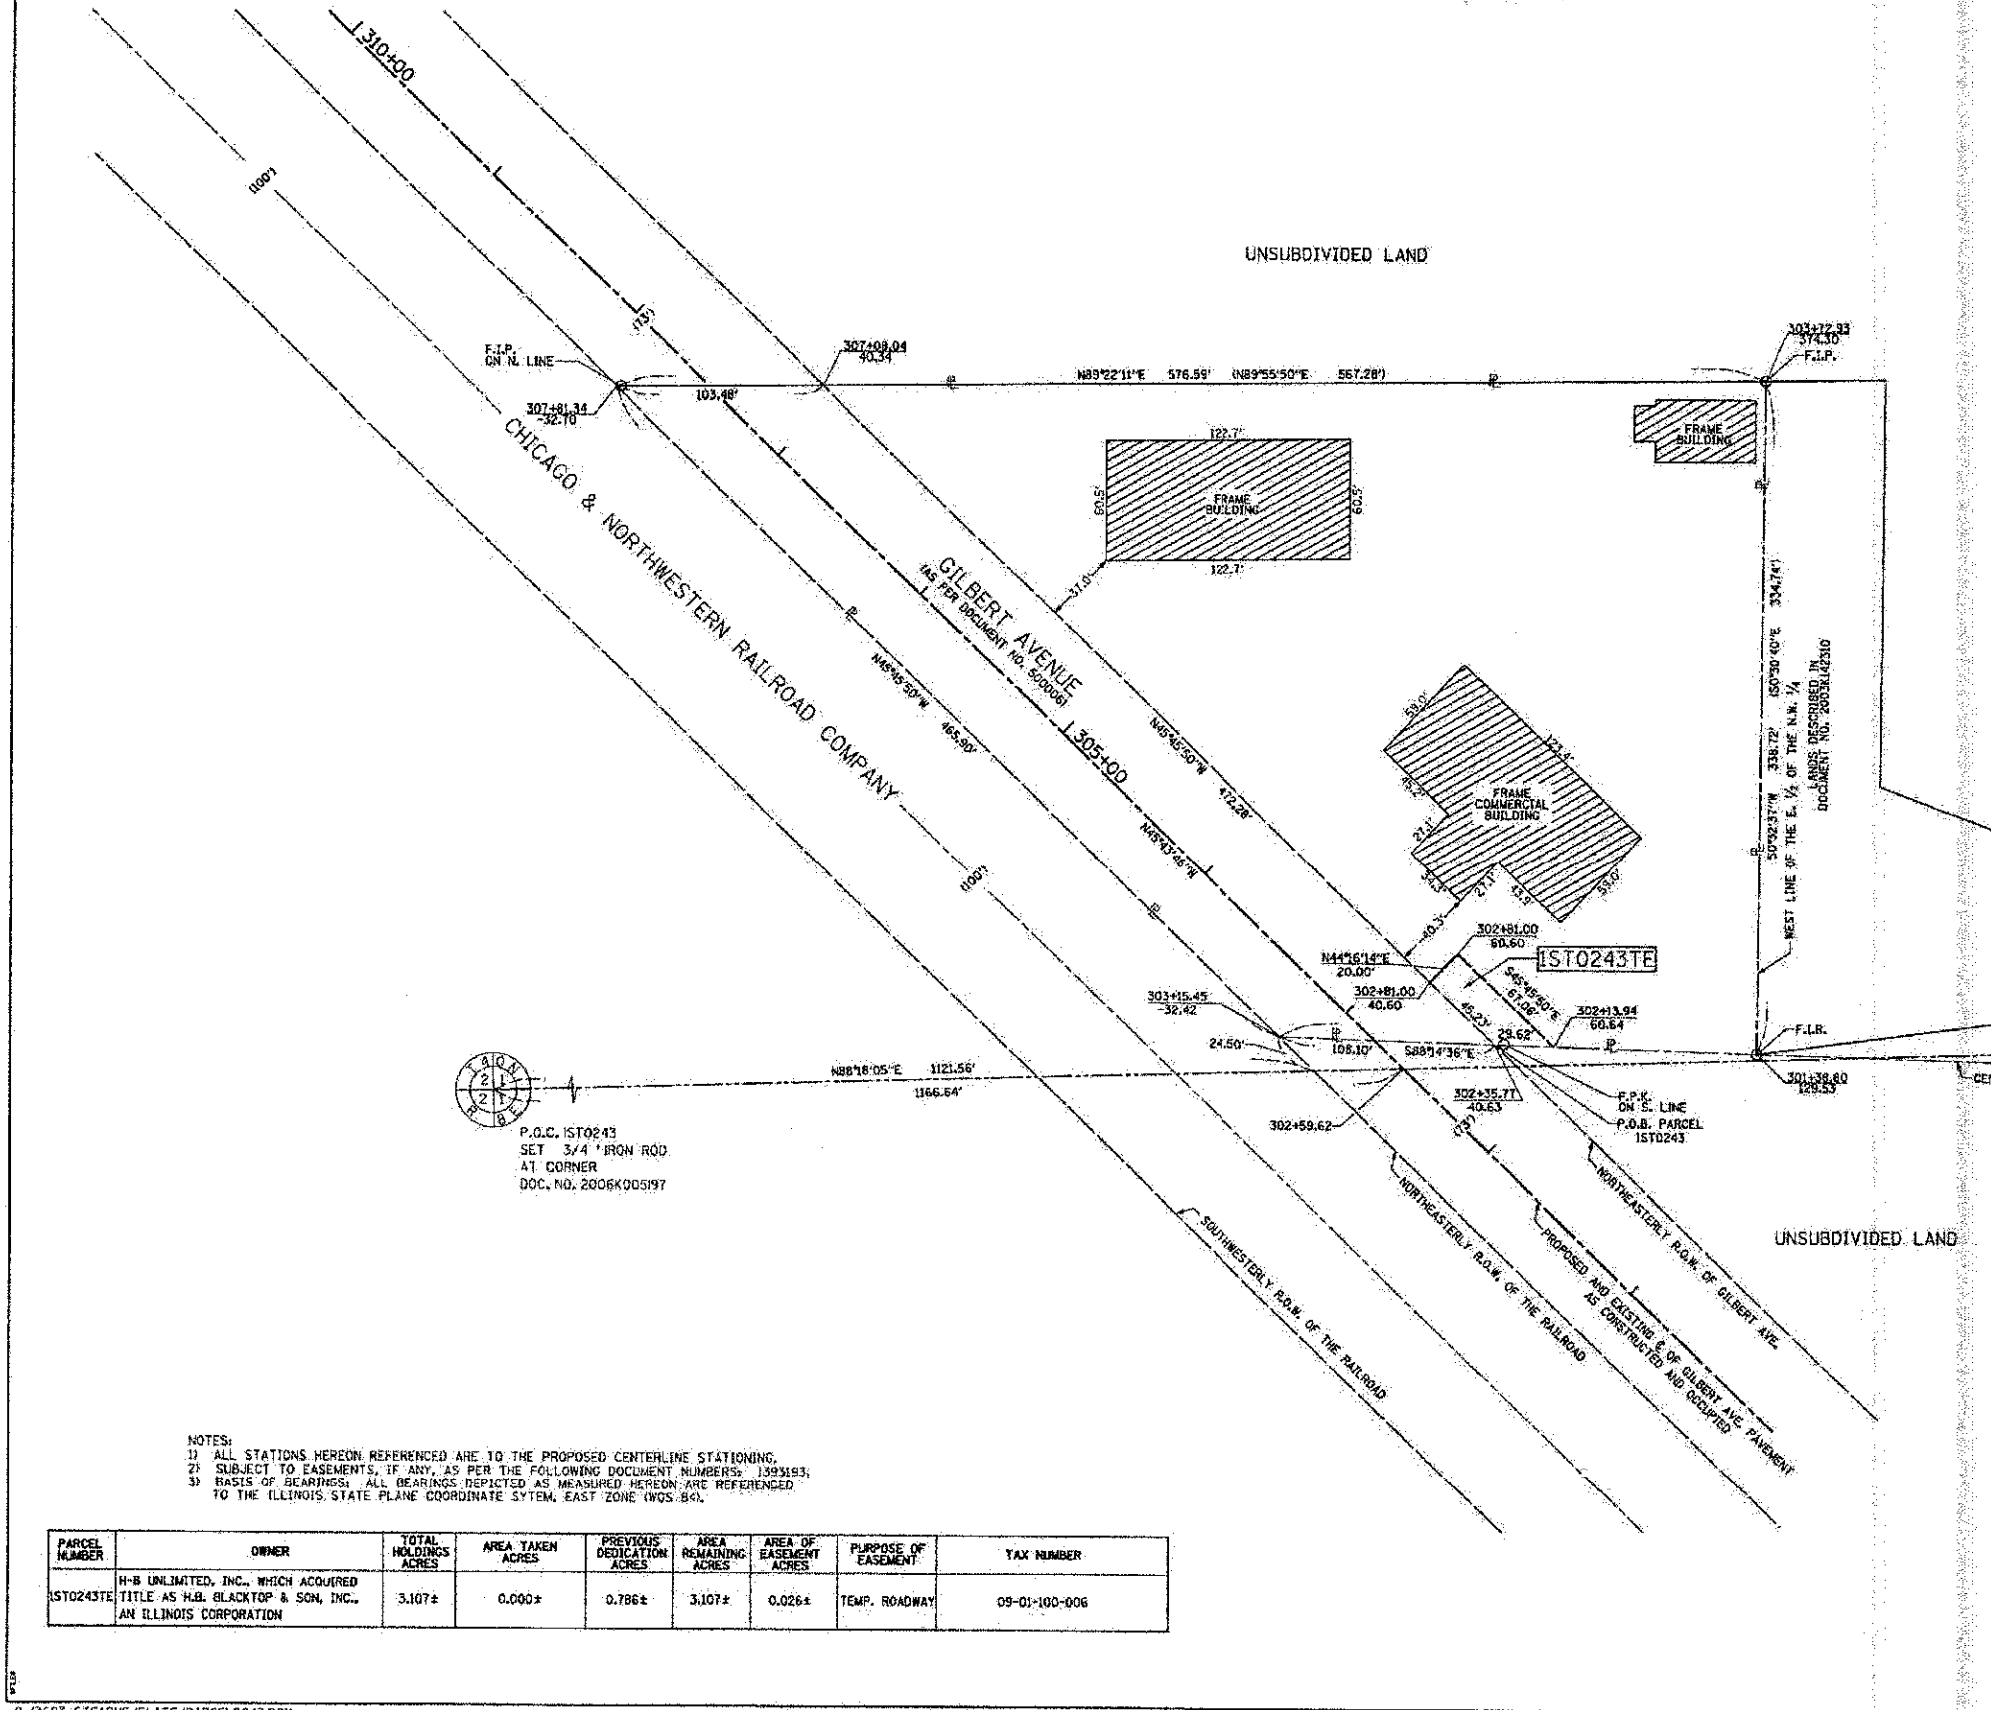 310+00
(100')
(73')
UNSUBDIVIDED LAND
F.I.P.
ON N. LINE
307+08.04
40.34
303+72.93
374.30
F.I.P.
N89°22'11"E 576.59' (N89°55'50"E 567.28')
103.48'
307+81.34
-32.70
CHICAGO & NORTHWESTERN RAILROAD COMPANY
122.7'
60.5'
FRAME
BUILDING
60.5'
122.7'
37.0'
FRAME
BUILDING
GILBERT AVENUE
(AS PER DOCUMENT NO. 500006)
N45°45'50"W 465.90'
305+00
N45°45'50"W 472.28'
N45°43'46"W
(100')
59.0'
123.4'
45.2'
27.1'
FRAME
COMMERCIAL
BUILDING
34.3'
27.1'
43.9'
59.0'
40.3'
S0°52'37"W 338.72' (S0°30'40"E 334.74')
WEST LINE OF THE E. 1/2 OF THE N.W. 1/4
LANDS DESCRIBED IN
DOCUMENT NO. 2003K142310
302+81.00
60.60
1ST0243TE
N44°16'14"E
20.00'
302+81.00
40.60
S45°45'50"E
67.06'
45.23'
302+13.94
60.64
29.62'
303+15.45
-32.42
24.50'
105.10'
S88°14'36"E
F.I.B.
N88°18'05"E 1121.56'
1166.64'
302+59.62
302+35.77
40.63
F.P.K.
ON S. LINE
P.O.B. PARCEL
1ST0243
301+38.80
129.53
CE
(73')
P.O.C. 1ST0243
SET 3/4" IRON ROD
AT CORNER
DOC. NO. 2006K005197
SOUTHWESTERLY R.O.W. OF THE RAILROAD
NORTHEASTERLY R.O.W. OF THE RAILROAD
PROPOSED AND EXISTING ℄ OF GILBERT AVE. PAVEMENT
AS CONSTRUCTED AND OCCUPIED
NORTHEASTERLY R.O.W. OF GILBERT AVE.
UNSUBDIVIDED LAND
NOTES:
1) ALL STATIONS HEREON REFERENCED ARE TO THE PROPOSED CENTERLINE STATIONING.
2) SUBJECT TO EASEMENTS, IF ANY, AS PER THE FOLLOWING DOCUMENT NUMBERS: 1393193;
3) BASIS OF BEARINGS: ALL BEARINGS DEPICTED AS MEASURED HEREON ARE REFERENCED
TO THE ILLINOIS STATE PLANE COORDINATE SYTEM, EAST ZONE (WGS 84).
PARCEL NUMBER OWNER TOTAL HOLDINGS ACRES AREA TAKEN ACRES PREVIOUS DEDICATION ACRES AREA REMAINING ACRES AREA OF EASEMENT ACRES PURPOSE OF EASEMENT TAX NUMBER
1ST0243TE H-B UNLIMITED, INC., WHICH ACQUIRED TITLE AS H.B. BLACKTOP & SON, INC., AN ILLINOIS CORPORATION 3.107± 0.000± 0.786± 3.107± 0.026± TEMP. ROADWAY 09-01-100-006